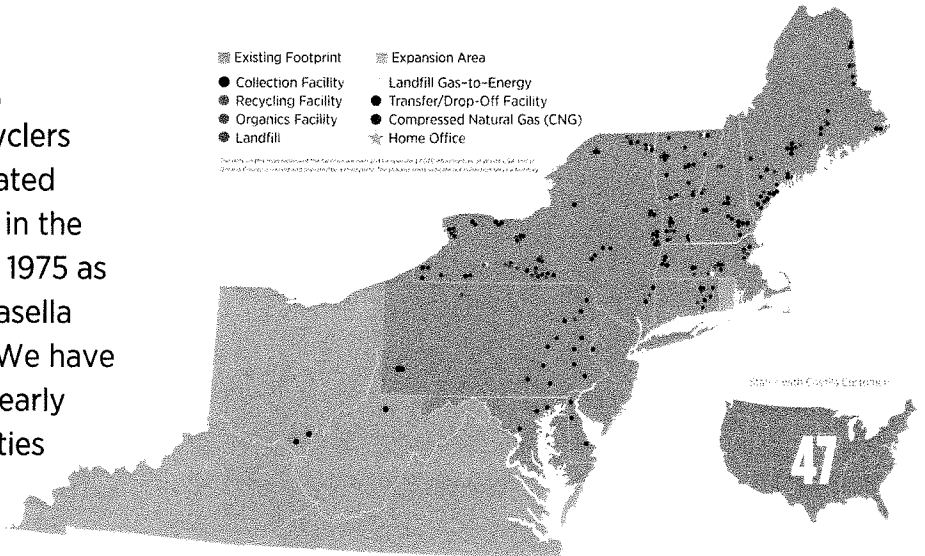 yclers
ated
in the
1975 as
asella
We have
early
ties
Existing Footprint
Expansion Area
Collection Facility
Landfill Gas-to-Energy
Recycling Facility
Transfer/Drop-Off Facility
Organics Facility
Compressed Natural Gas (CNG)
Landfill
Home Office
47